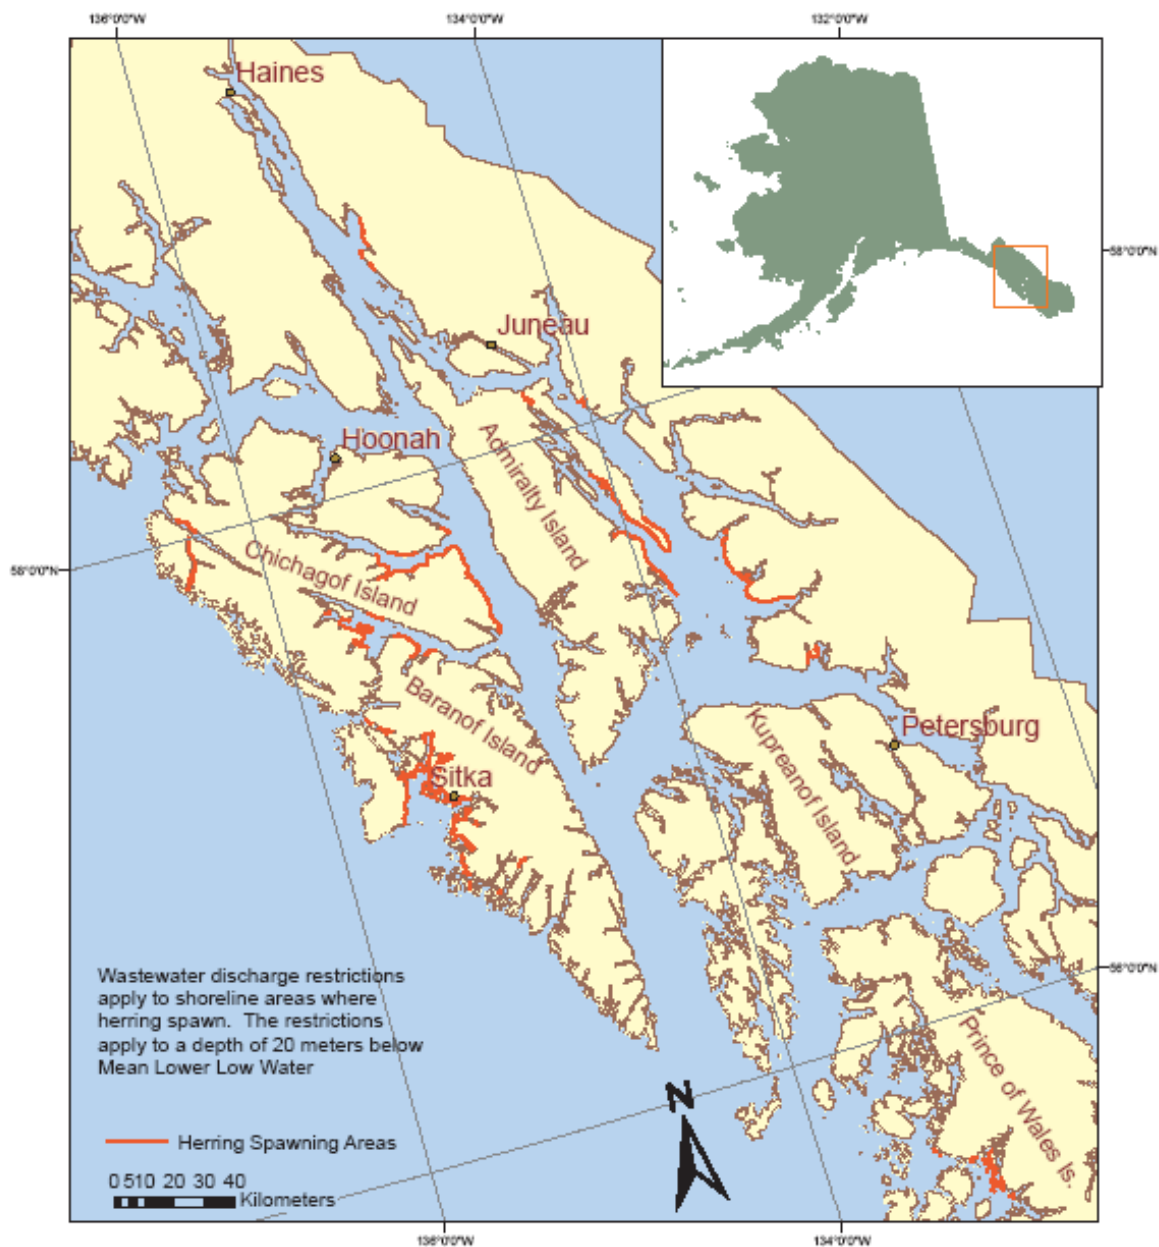 136°0'0"W
134°0'0"W
132°0'0"W
Haines
58°0'0"N
Juneau
Hoonah
Admiralty Island
58°0'0"N
Chichagof Island
Baranof Island
Kupreanof Island
Petersburg
Sitka
Wastewater discharge restrictions
apply to shoreline areas where
herring spawn. The restrictions
apply to a depth of 20 meters below
Mean Lower Low Water
56°0'0"N
Prince of Wales Is.
N
Herring Spawning Areas
0 5 10 20 30 40
Kilometers
136°0'0"W
134°0'0"W